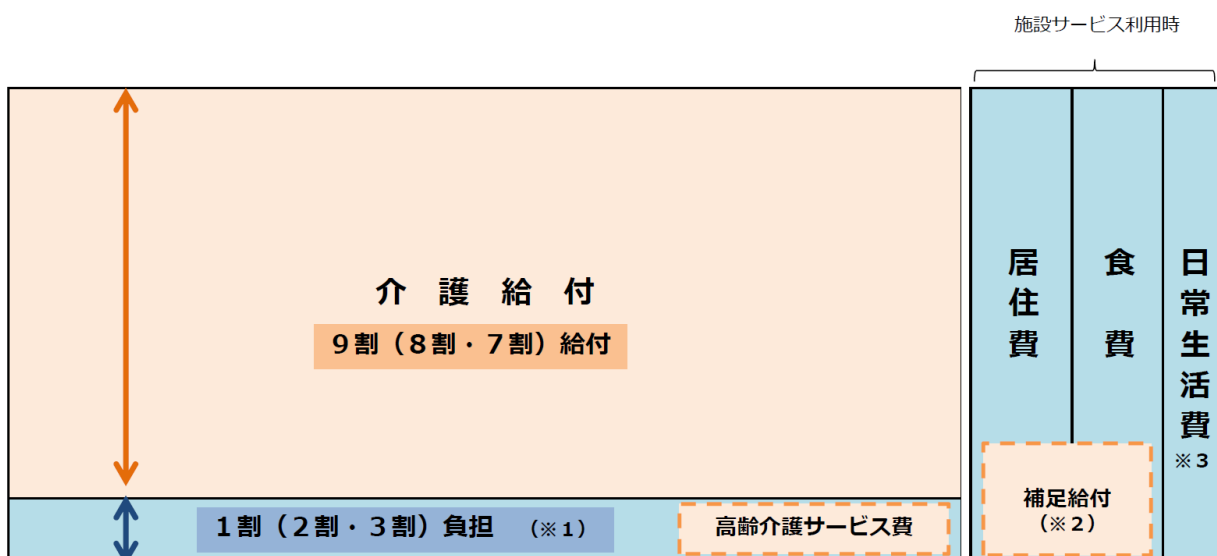 施設サービス利用時
介護給付
9割（8割・7割）給付
1割（2割・3割）負担 （※1）
高齢介護サービス費
居住費
食費
日常生活費
※3
補足給付
（※2）